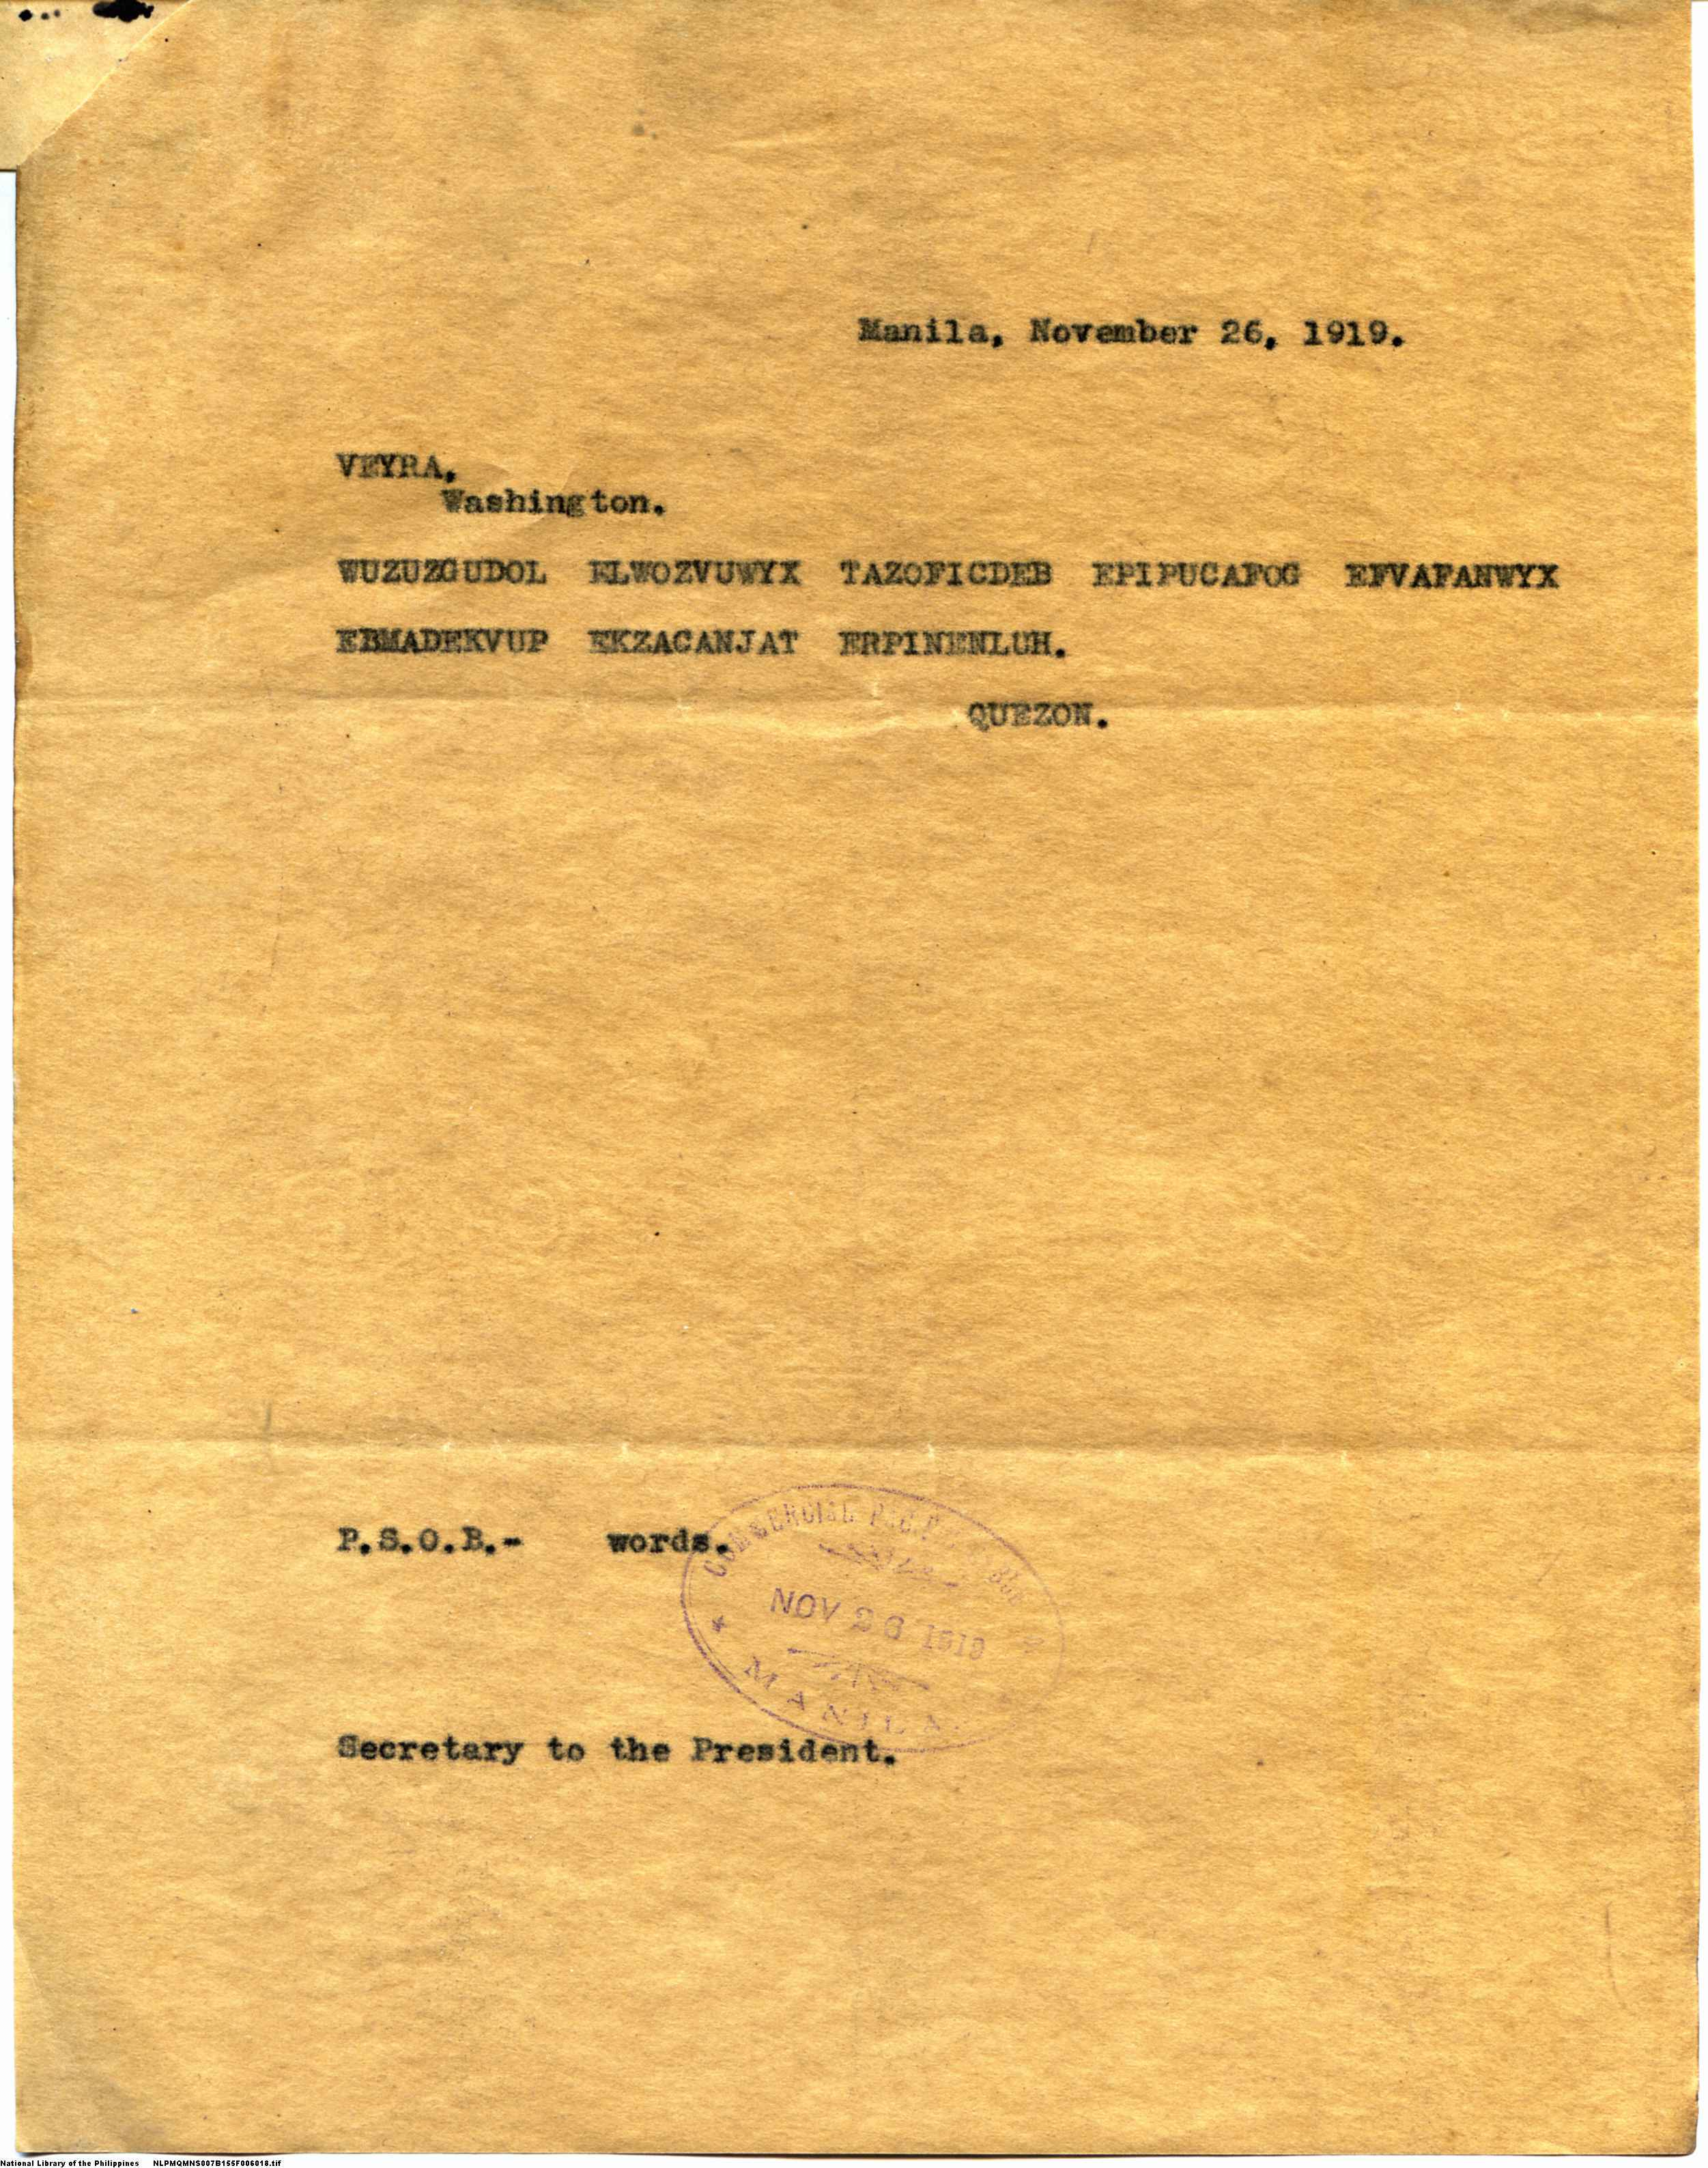 Manila, November 26, 1919.
VEYRA,
Washington.
WUZUZGUDOL ELWOZVUWYX TAZOFICDEB EPIPUCAFOG EFVAFANWYX
EBMADEKVUP EKZACANJAT ERPINENLUH.
QUEZON.
P.S.O.B.- words.
COMMERCIAL
NOV 26 1919
MANILA.
Secretary to the President.
National Library of the Philippines NLPMQMNS007B155F006018.tif